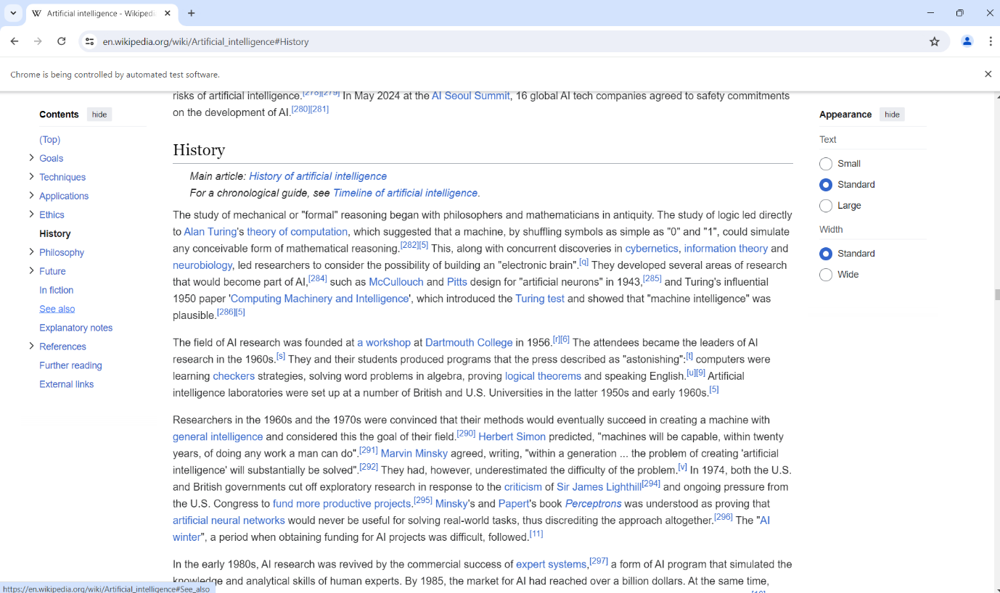 Artificial intelligence - Wikipedi
en.wikipedia.org/wiki/Artificial_intelligence#History
Chrome is being controlled by automated test software.
Contents hide
(Top)
Goals
Techniques
Applications
Ethics
History
Philosophy
Future
In fiction
See also
Explanatory notes
References
Further reading
External links
risks of artificial intelligence.[278][279] In May 2024 at the AI Seoul Summit, 16 global AI tech companies agreed to safety commitments
on the development of AI.[280][281]
History
Main article: History of artificial intelligence
For a chronological guide, see Timeline of artificial intelligence.
The study of mechanical or "formal" reasoning began with philosophers and mathematicians in antiquity. The study of logic led directly
to Alan Turing's theory of computation, which suggested that a machine, by shuffling symbols as simple as "0" and "1", could simulate
any conceivable form of mathematical reasoning.[282][5] This, along with concurrent discoveries in cybernetics, information theory and
neurobiology, led researchers to consider the possibility of building an "electronic brain".[q] They developed several areas of research
that would become part of AI,[284] such as McCullouch and Pitts design for "artificial neurons" in 1943,[285] and Turing's influential
1950 paper 'Computing Machinery and Intelligence', which introduced the Turing test and showed that "machine intelligence" was
plausible.[286][5]
The field of AI research was founded at a workshop at Dartmouth College in 1956.[r][6] The attendees became the leaders of AI
research in the 1960s.[s] They and their students produced programs that the press described as "astonishing":[t] computers were
learning checkers strategies, solving word problems in algebra, proving logical theorems and speaking English.[u][9] Artificial
intelligence laboratories were set up at a number of British and U.S. Universities in the latter 1950s and early 1960s.[5]
Researchers in the 1960s and the 1970s were convinced that their methods would eventually succeed in creating a machine with
general intelligence and considered this the goal of their field.[290] Herbert Simon predicted, "machines will be capable, within twenty
years, of doing any work a man can do".[291] Marvin Minsky agreed, writing, "within a generation ... the problem of creating 'artificial
intelligence' will substantially be solved".[292] They had, however, underestimated the difficulty of the problem.[v] In 1974, both the U.S.
and British governments cut off exploratory research in response to the criticism of Sir James Lighthill[294] and ongoing pressure from
the U.S. Congress to fund more productive projects.[295] Minsky's and Papert's book Perceptrons was understood as proving that
artificial neural networks would never be useful for solving real-world tasks, thus discrediting the approach altogether.[296] The "AI
winter", a period when obtaining funding for AI projects was difficult, followed.[11]
In the early 1980s, AI research was revived by the commercial success of expert systems,[297] a form of AI program that simulated the
knowledge and analytical skills of human experts. By 1985, the market for AI had reached over a billion dollars. At the same time,
Appearance hide
Text
Small
Standard
Large
Width
Standard
Wide
https://en.wikipedia.org/wiki/Artificial_intelligence#See_also